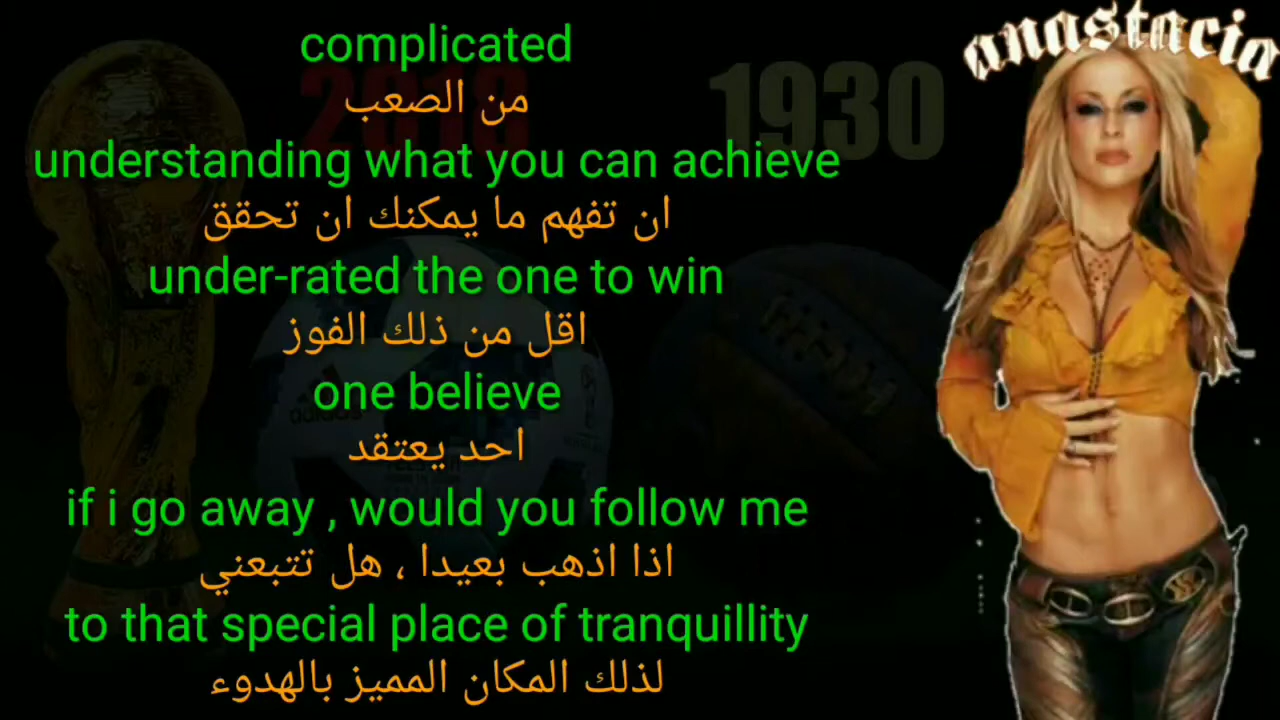 anastacia
2018
1930
complicated
من الصعب
understanding what you can achieve
ان تفهم ما يمكنك ان تحقق
under-rated the one to win
اقل من ذلك الفوز
one believe
احد يعتقد
if i go away , would you follow me
اذا اذهب بعيدا ، هل تتبعني
to that special place of tranquillity
لذلك المكان المميز بالهدوء
adidas